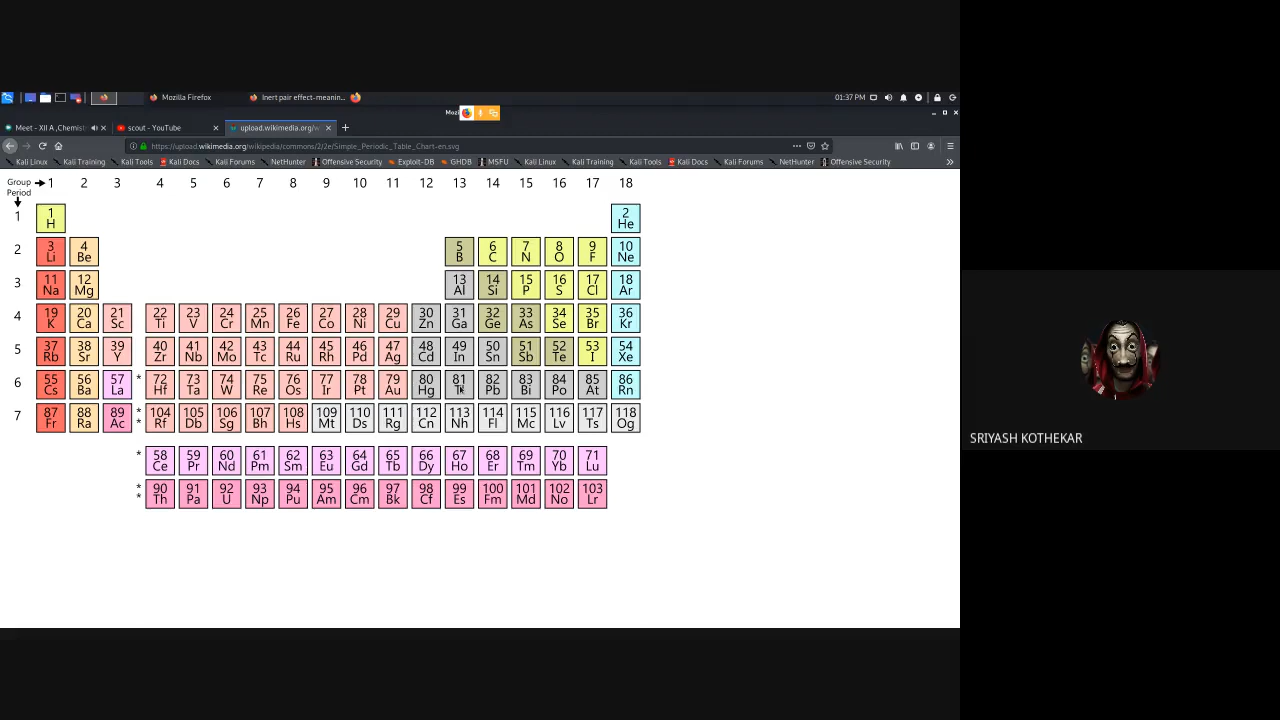 Mozilla Firefox
Inert pair effect-meanin...
01:37 PM
Mozi
Meet - XII A ,Chemist
scout - YouTube
upload.wikimedia.org/w
https://upload.wikimedia.org/wikipedia/commons/2/2e/Simple_Periodic_Table_Chart-en.svg
Kali Linux Kali Training Kali Tools Kali Docs Kali Forums NetHunter Offensive Security Exploit-DB GHDB MSFU Kali Linux Kali Training Kali Tools Kali Docs Kali Forums NetHunter Offensive Security
Group 1 2 3 4 5 6 7 8 9 10 11 12 13 14 15 16 17 18
Period
1 1 2
H He
2 3 4 5 6 7 8 9 10
Li Be B C N O F Ne
3 11 12 13 14 15 16 17 18
Na Mg Al Si P S Cl Ar
4 19 20 21 22 23 24 25 26 27 28 29 30 31 32 33 34 35 36
K Ca Sc Ti V Cr Mn Fe Co Ni Cu Zn Ga Ge As Se Br Kr
5 37 38 39 40 41 42 43 44 45 46 47 48 49 50 51 52 53 54
Rb Sr Y Zr Nb Mo Tc Ru Rh Pd Ag Cd In Sn Sb Te I Xe
6 55 56 57 * 72 73 74 75 76 77 78 79 80 81 82 83 84 85 86
Cs Ba La Hf Ta W Re Os Ir Pt Au Hg Tl Pb Bi Po At Rn
7 87 88 89 * * 104 105 106 107 108 109 110 111 112 113 114 115 116 117 118
Fr Ra Ac Rf Db Sg Bh Hs Mt Ds Rg Cn Nh Fl Mc Lv Ts Og
* 58 59 60 61 62 63 64 65 66 67 68 69 70 71
Ce Pr Nd Pm Sm Eu Gd Tb Dy Ho Er Tm Yb Lu
* * 90 91 92 93 94 95 96 97 98 99 100 101 102 103
Th Pa U Np Pu Am Cm Bk Cf Es Fm Md No Lr
SRIYASH KOTHEKAR